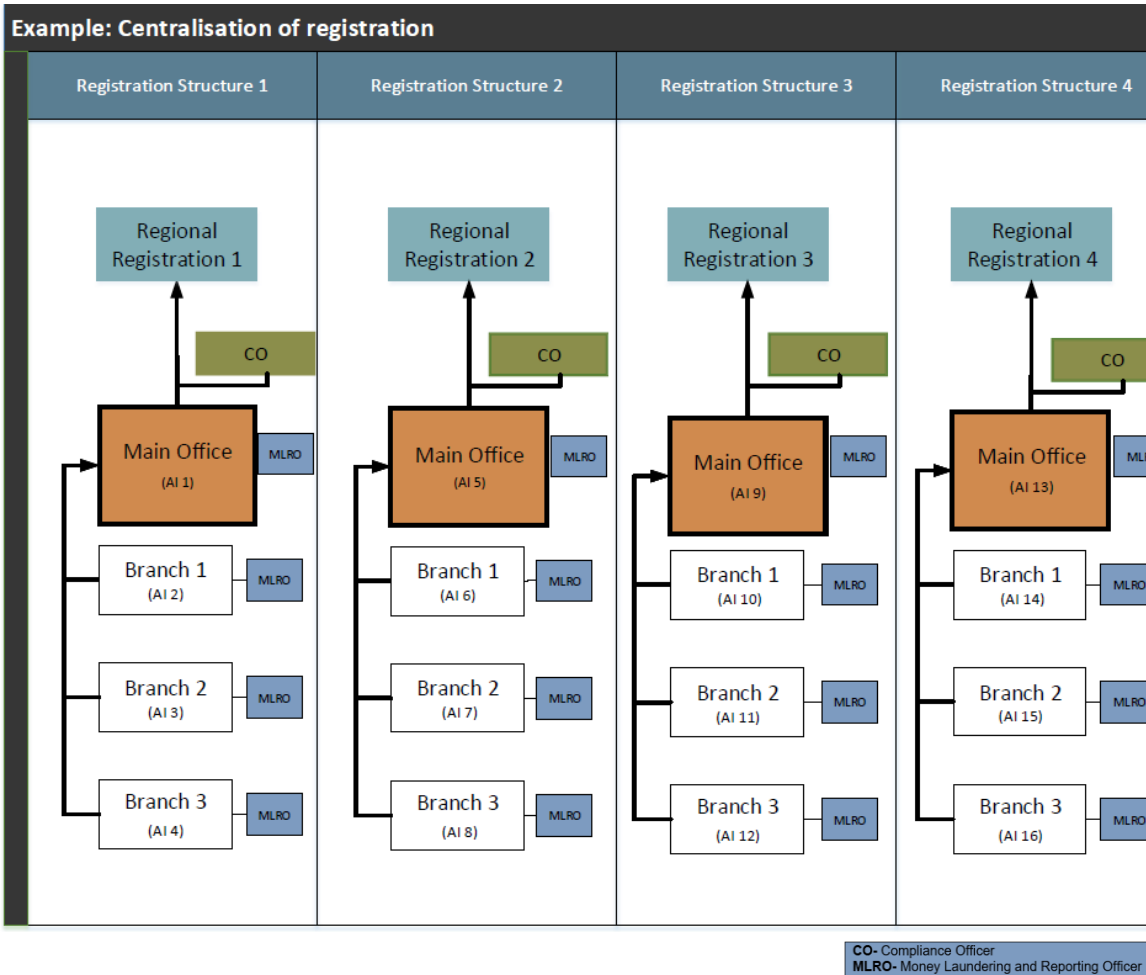 Example: Centralisation of registration
Registration Structure 1
Registration Structure 2
Registration Structure 3
Registration Structure 4
Regional
Registration 1
CO
Main Office
(AI 1)
MLRO
Branch 1
(AI 2)
MLRO
Branch 2
(AI 3)
MLRO
Branch 3
(AI 4)
MLRO
Regional
Registration 2
CO
Main Office
(AI 5)
MLRO
Branch 1
(AI 6)
MLRO
Branch 2
(AI 7)
MLRO
Branch 3
(AI 8)
MLRO
Regional
Registration 3
CO
Main Office
(AI 9)
MLRO
Branch 1
(AI 10)
MLRO
Branch 2
(AI 11)
MLRO
Branch 3
(AI 12)
MLRO
Regional
Registration 4
CO
Main Office
(AI 13)
Branch 1
(AI 14)
MLRO
Branch 2
(AI 15)
MLRO
Branch 3
(AI 16)
MLRO
CO- Compliance Officer
MLRO- Money Laundering and Reporting Officer